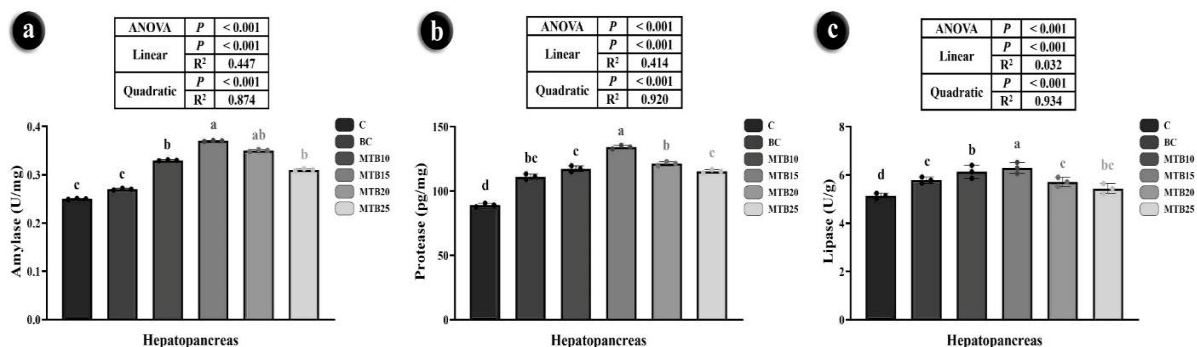 a
ANOVA P < 0.001
Linear P < 0.001
R² 0.447
Quadratic P < 0.001
R² 0.874
Amylase (U/mg)
0.4
0.3
0.2
0.1
0.0
c c b a ab b
C
BC
MTB10
MTB15
MTB20
MTB25
Hepatopancreas
b
ANOVA P < 0.001
Linear P < 0.001
R² 0.414
Quadratic P < 0.001
R² 0.920
Protease (pg/mg)
150
100
50
0
d bc c a b c
C
BC
MTB10
MTB15
MTB20
MTB25
Hepatopancreas
c
ANOVA P < 0.001
Linear P < 0.001
R² 0.032
Quadratic P < 0.001
R² 0.934
Lipase (U/g)
8
6
4
2
0
d c b a c bc
C
BC
MTB10
MTB15
MTB20
MTB25
Hepatopancreas